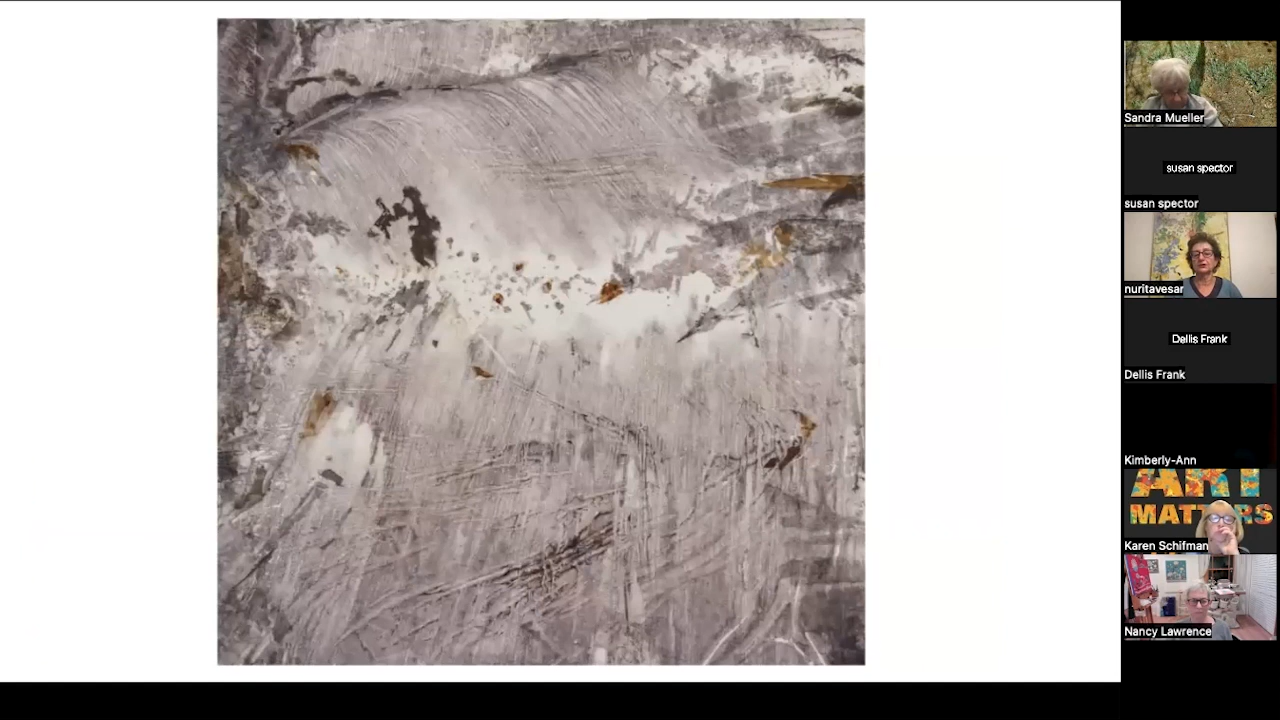 Sandra Mueller
susan spector
susan spector
nuritavesar
Dellis Frank
Dellis Frank
Kimberly-Ann
ART
MATTERS
Karen Schifman
Nancy Lawrence